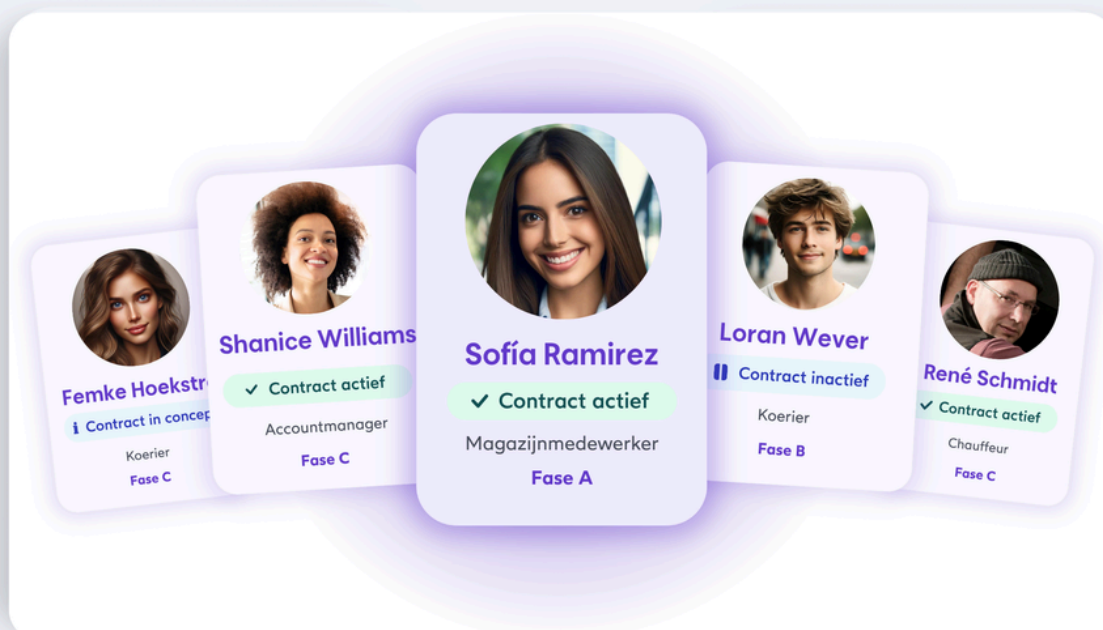 Femke Hoekstr
Contract in concep
Koerier
Fase C
Shanice Williams
Contract actief
Accountmanager
Fase C
Sofía Ramirez
Contract actief
Magazijnmedewerker
Fase A
Loran Wever
Contract inactief
Koerier
Fase B
René Schmidt
Contract actief
Chauffeur
Fase C